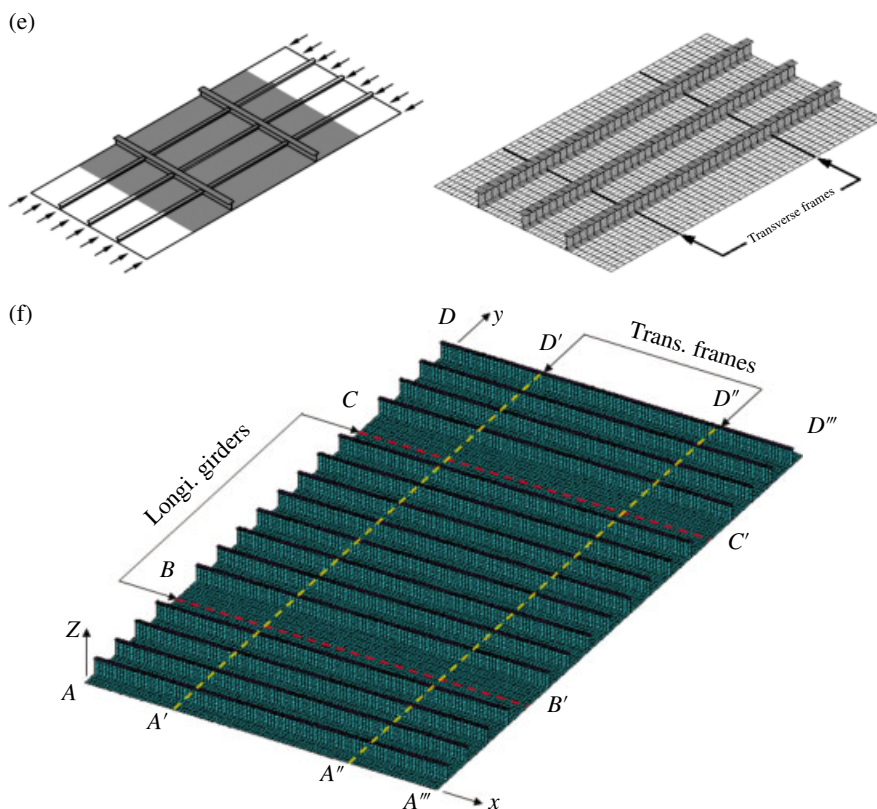 (e)
Transverse frames
(f)
D
y
D′
Trans. frames
D″
D‴
C
Longi. girders
C′
B
Z
A
B′
A′
A″
A‴
x